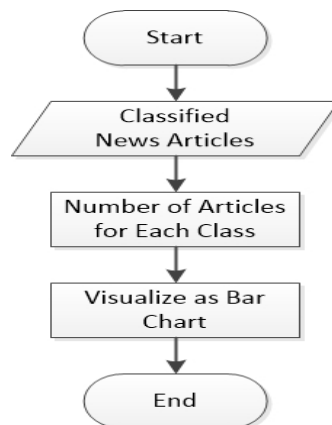 Start
Classified
News Articles
Number of Articles
for Each Class
Visualize as Bar
Chart
End